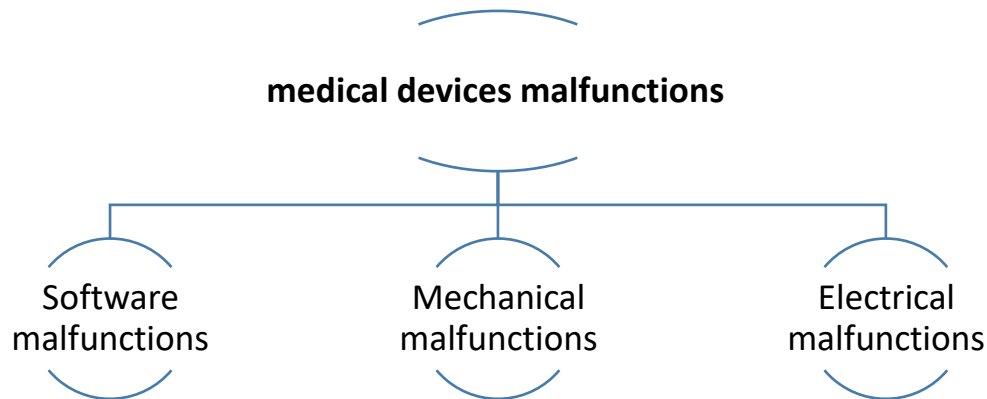 medical devices malfunctions
Software
malfunctions
Mechanical
malfunctions
Electrical
malfunctions